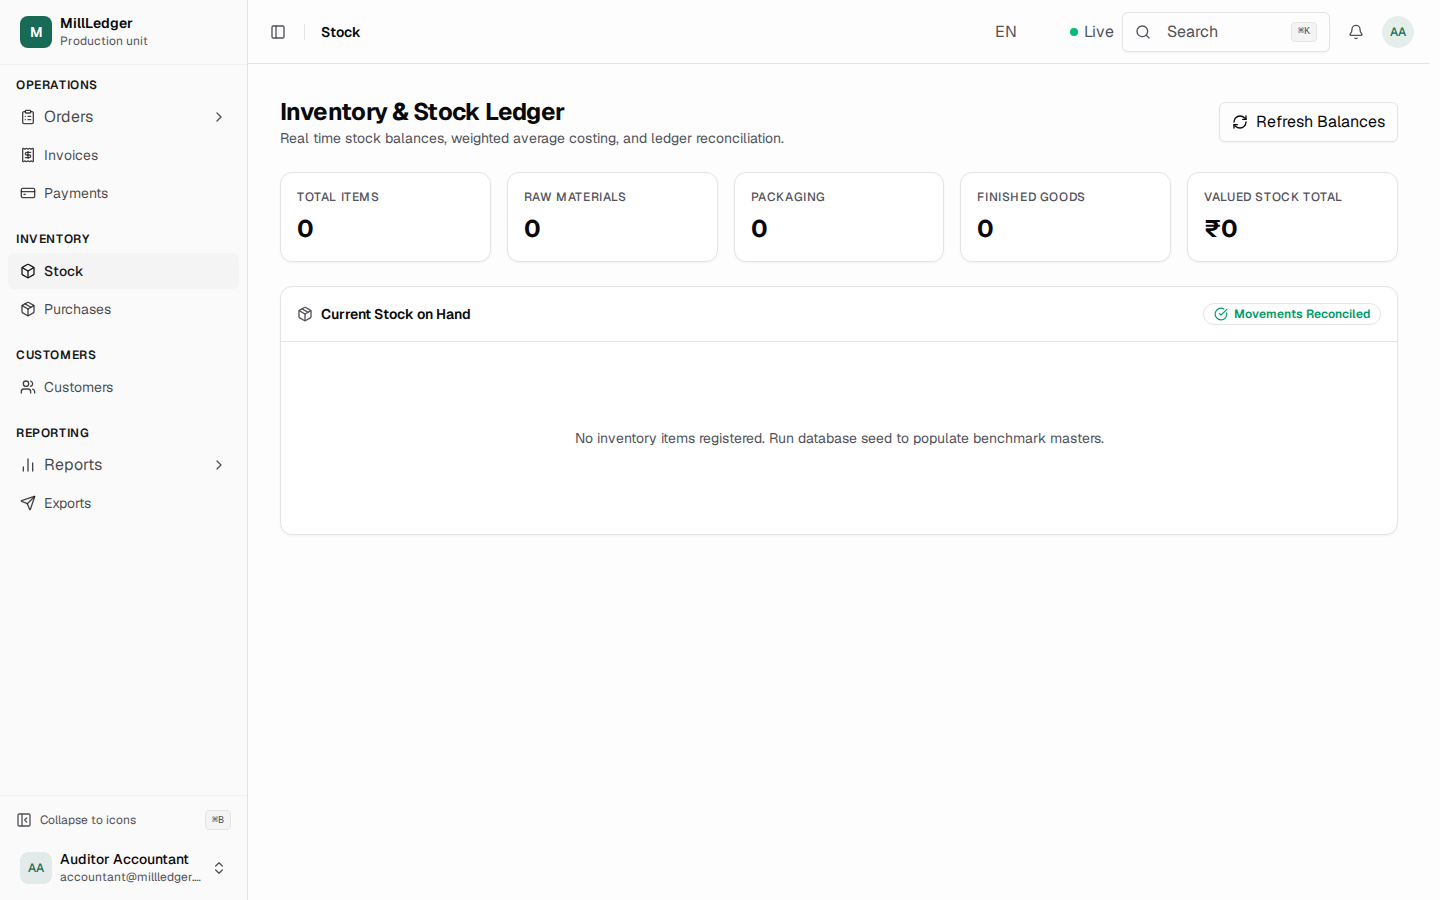 M
MillLedger
Production unit
OPERATIONS
Orders
Invoices
Payments
INVENTORY
Stock
Purchases
CUSTOMERS
Customers
REPORTING
Reports
Exports
Collapse to icons
⌘B
AA
Auditor Accountant
accountant@millledger....
Stock
EN
Live
Search
⌘K
AA
Inventory & Stock Ledger
Real time stock balances, weighted average costing, and ledger reconciliation.
Refresh Balances
TOTAL ITEMS
0
RAW MATERIALS
0
PACKAGING
0
FINISHED GOODS
0
VALUED STOCK TOTAL
₹0
Current Stock on Hand
Movements Reconciled
No inventory items registered. Run database seed to populate benchmark masters.